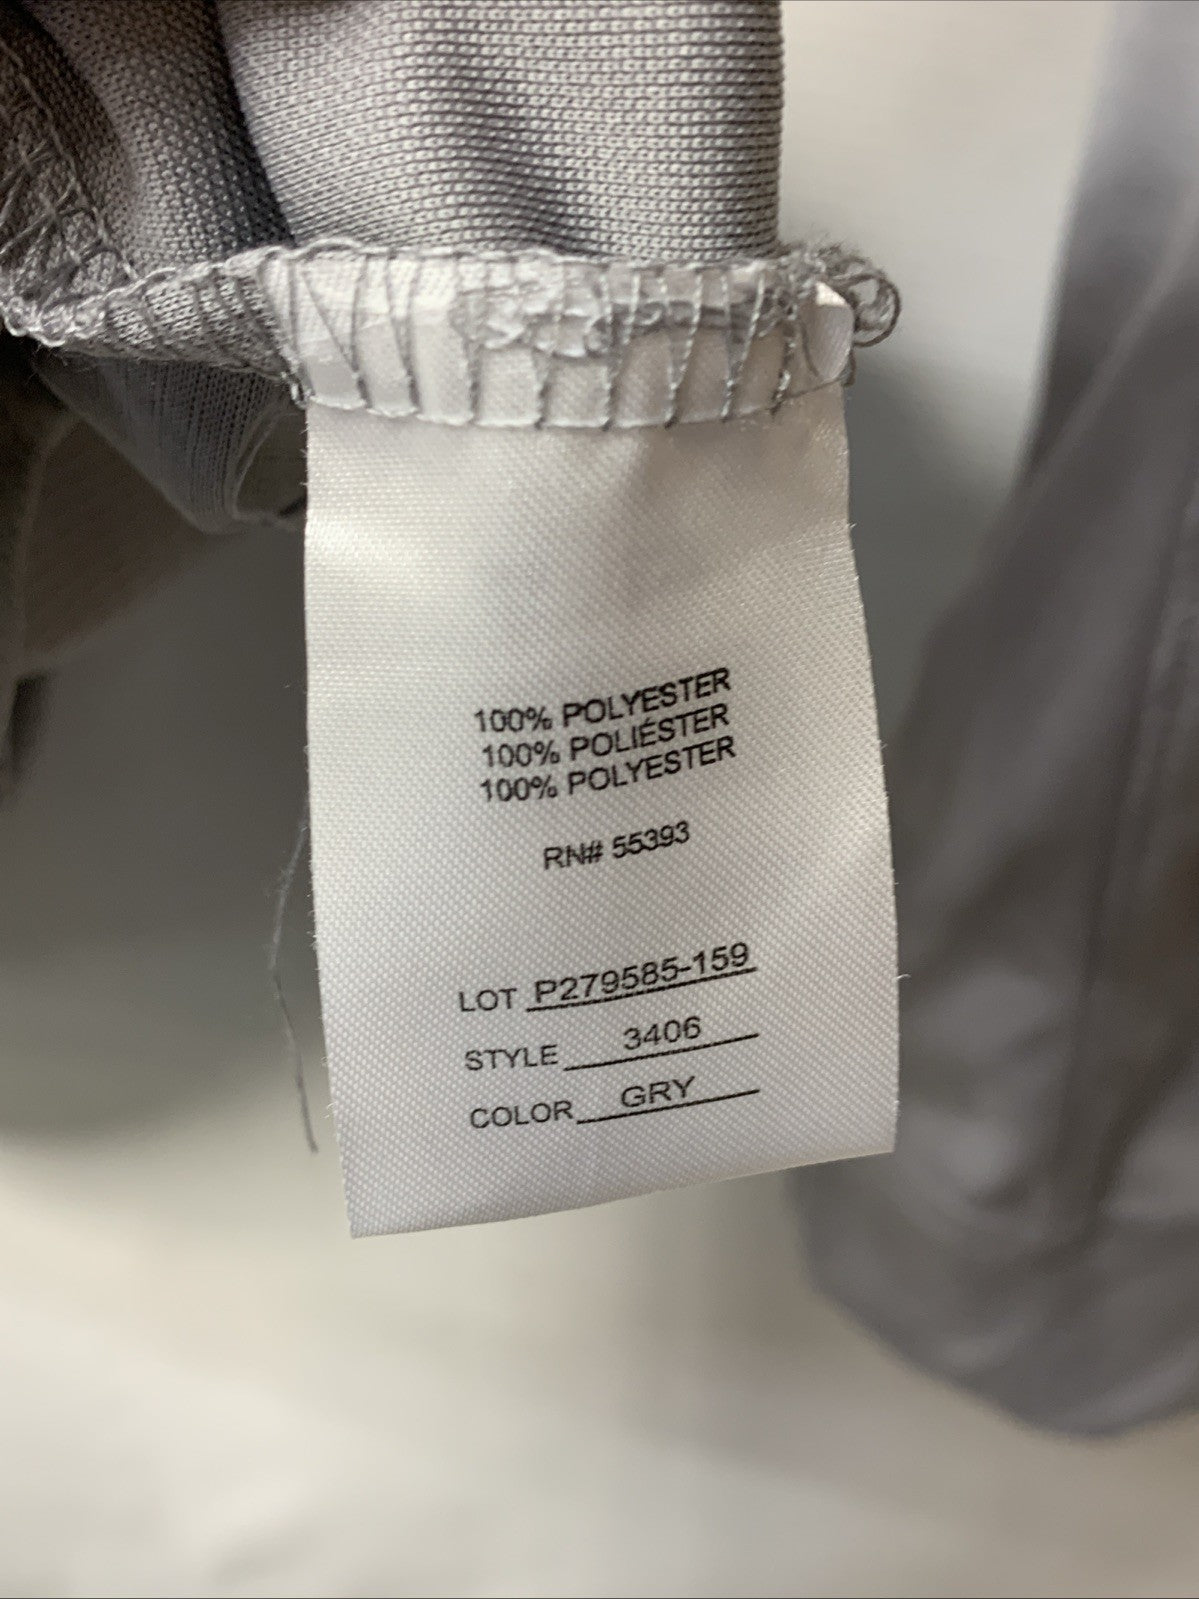 100% POLYESTER
100% POLIÉSTER
100% POLYESTER
RN# 55393
LOT P279585-159
STYLE 3406
COLOR GRY